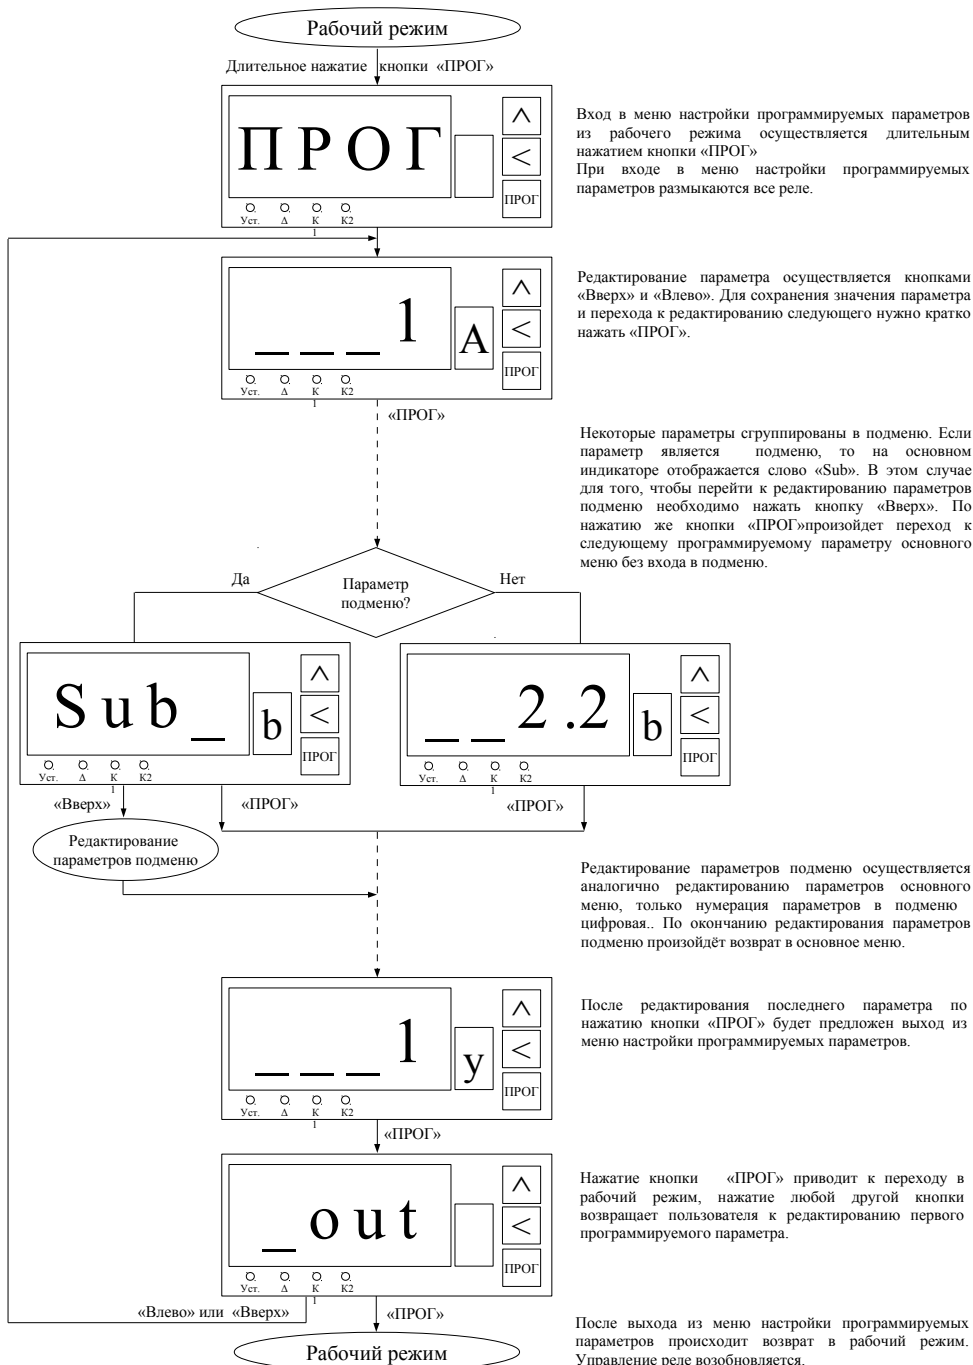 Рабочий режим
Длительное нажатие кнопки «ПРОГ»
П Р О Г
ПРОГ
Уст. Δ К К2
1
Вход в меню настройки программируемых параметров
из рабочего режима осуществляется длительным
нажатием кнопки «ПРОГ»
При входе в меню настройки программируемых
параметров размыкаются все реле.
_ _ _ 1
А
ПРОГ
Уст. Δ К К2
1
Редактирование параметра осуществляется кнопками
«Вверх» и «Влево». Для сохранения значения параметра
и перехода к редактированию следующего нужно кратко
нажать «ПРОГ».
«ПРОГ»
Некоторые параметры сгруппированы в подменю. Если
параметр является подменю, то на основном
индикаторе отображается слово «Sub». В этом случае
для того, чтобы перейти к редактированию параметров
подменю необходимо нажать кнопку «Вверх». По
нажатию же кнопки «ПРОГ»произойдет переход к
следующему программируемому параметру основного
меню без входа в подменю.
Да
Параметр
подменю?
Нет
S u b _
b
ПРОГ
Уст. Δ К К2
1
_ _ 2 .2
b
ПРОГ
Уст. Δ К К2
1
«Вверх»
«ПРОГ»
«ПРОГ»
Редактирование
параметров подменю
Редактирование параметров подменю осуществляется
аналогично редактированию параметров основного
меню, только нумерация параметров в подменю
цифровая.. По окончанию редактирования параметров
подменю произойдёт возврат в основное меню.
_ _ _ 1
y
ПРОГ
Уст. Δ К К2
1
После редактирования последнего параметра по
нажатию кнопки «ПРОГ» будет предложен выход из
меню настройки программируемых параметров.
«ПРОГ»
_ o u t
ПРОГ
Уст. Δ К К2
1
Нажатие кнопки «ПРОГ» приводит к переходу в
рабочий режим, нажатие любой другой кнопки
возвращает пользователя к редактированию первого
программируемого параметра.
«Влево» или «Вверх»
«ПРОГ»
Рабочий режим
После выхода из меню настройки программируемых
параметров происходит возврат в рабочий режим.
Управление реле возобновляется.